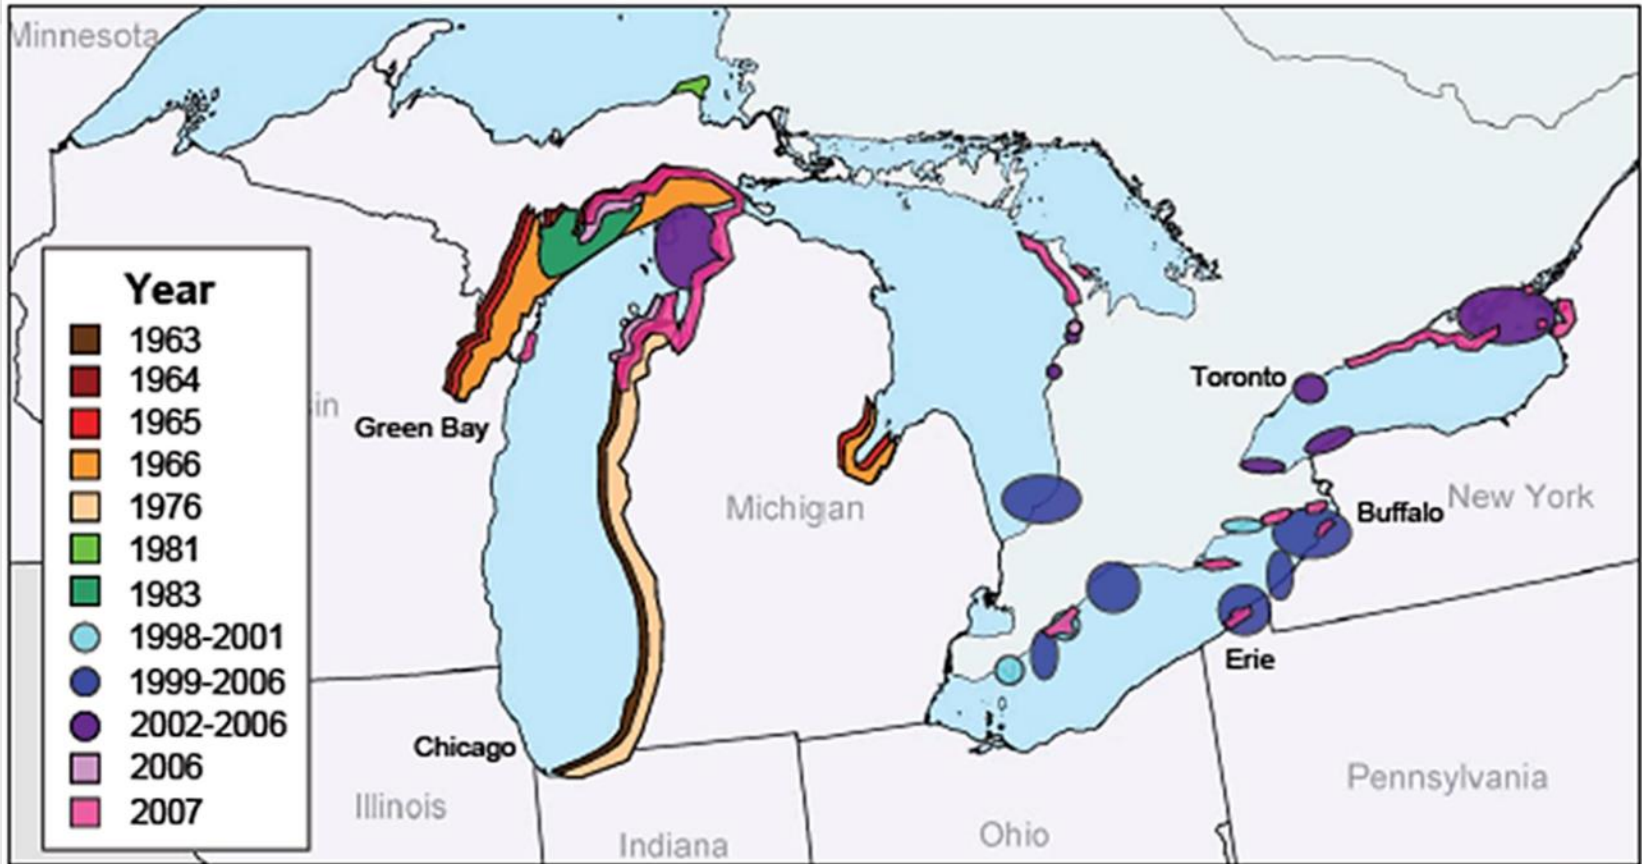 Minnesota
in
Green Bay
Toronto
Michigan
Buffalo
New York
Erie
Chicago
Illinois
Indiana
Ohio
Pennsylvania
Year
1963
1964
1965
1966
1976
1981
1983
1998-2001
1999-2006
2002-2006
2006
2007